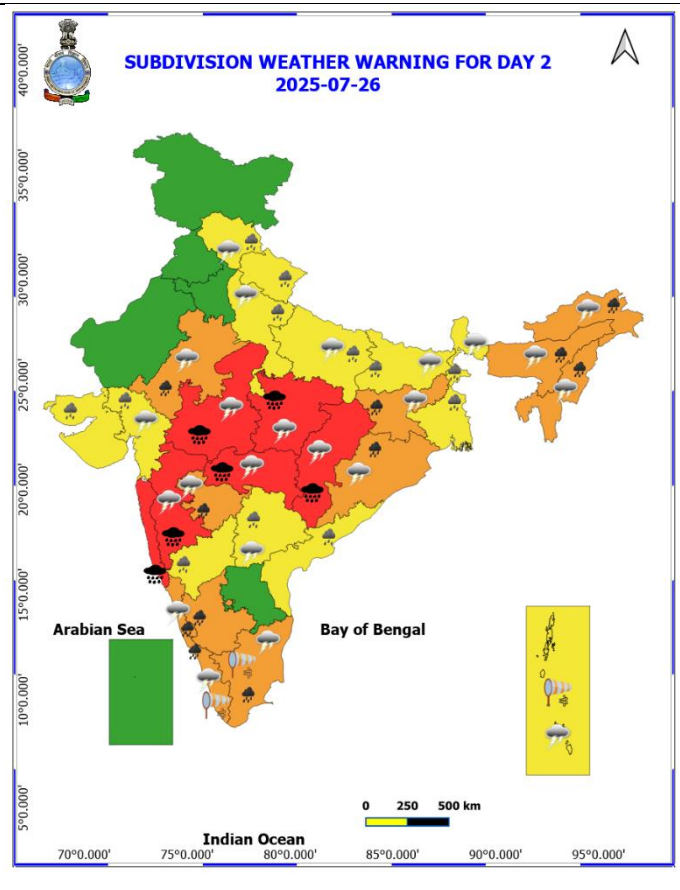 SUBDIVISION WEATHER WARNING FOR DAY 2
2025-07-26
40°0.000'
35°0.000'
30°0.000'
25°0.000'
20°0.000'
15°0.000'
10°0.000'
5°0.000'
Arabian Sea
Bay of Bengal
0 250 500 km
Indian Ocean
70°0.000' 75°0.000' 80°0.000' 85°0.000' 90°0.000' 95°0.000'